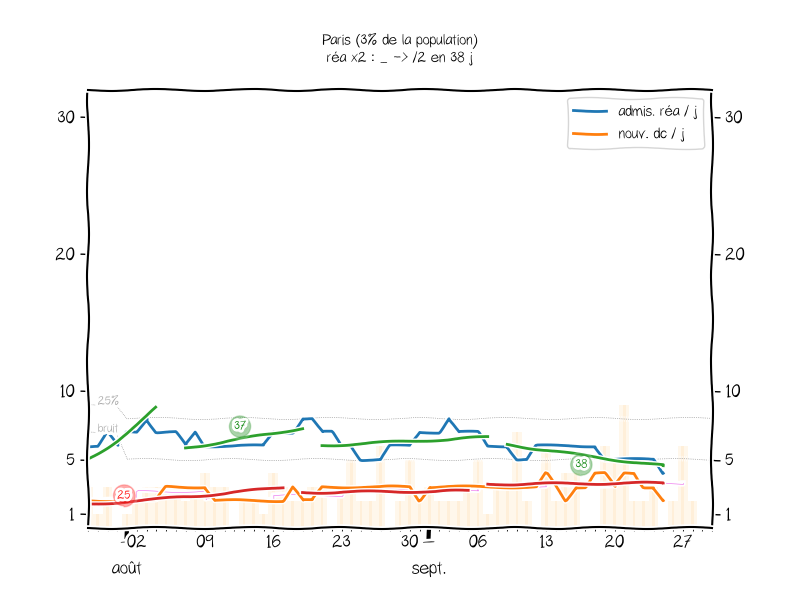 Paris (3% de la population)
réa x2 : _ -> /2 en 38 j
admis. réa / j
nouv. dc / j
30
30
20
20
10
10
25%
bruit
37
38
25
5
5
1
1
02 09 16 23 30 06 13 20 27
août sept.